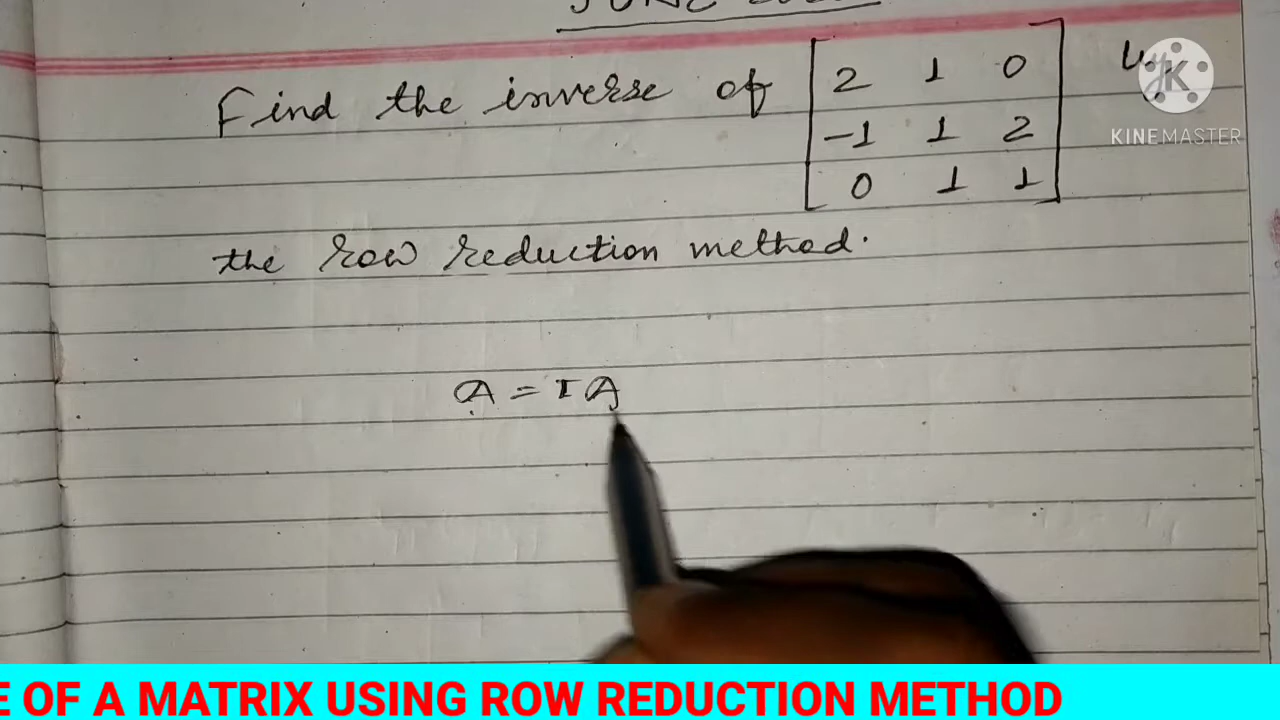 Find the inverse of [ 2 1 0
-1 1 2
0 1 1 ] by
the row reduction method.
A = IA
KINEMASTER
OF A MATRIX USING ROW REDUCTION METHOD